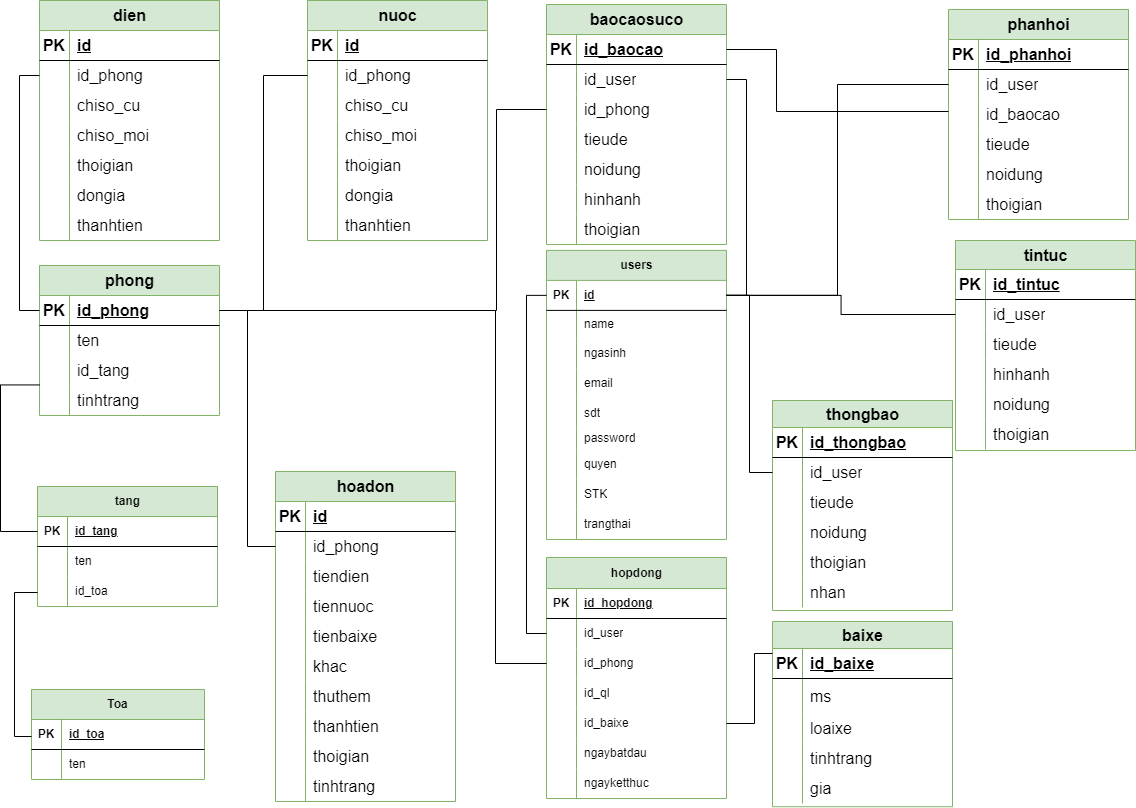 dien
PK id
id_phong
chiso_cu
chiso_moi
thoigian
dongia
thanhtien
nuoc
PK id
id_phong
chiso_cu
chiso_moi
thoigian
dongia
thanhtien
baocaosuco
PK id_baocao
id_user
id_phong
tieude
noidung
hinhanh
thoigian
phanhoi
PK id_phanhoi
id_user
id_baocao
tieude
noidung
thoigian
phong
PK id_phong
ten
id_tang
tinhtrang
users
PK id
name
ngasinh
email
sdt
password
quyen
STK
trangthai
tintuc
PK id_tintuc
id_user
tieude
hinhanh
noidung
thoigian
thongbao
PK id_thongbao
id_user
tieude
noidung
thoigian
nhan
tang
PK id_tang
ten
id_toa
hoadon
PK id
id_phong
tiendien
tiennuoc
tienbaixe
khac
thuthem
thanhtien
thoigian
tinhtrang
hopdong
PK id_hopdong
id_user
id_phong
id_ql
id_baixe
ngaybatdau
ngayketthuc
baixe
PK id_baixe
ms
loaixe
tinhtrang
gia
Toa
PK id_toa
ten